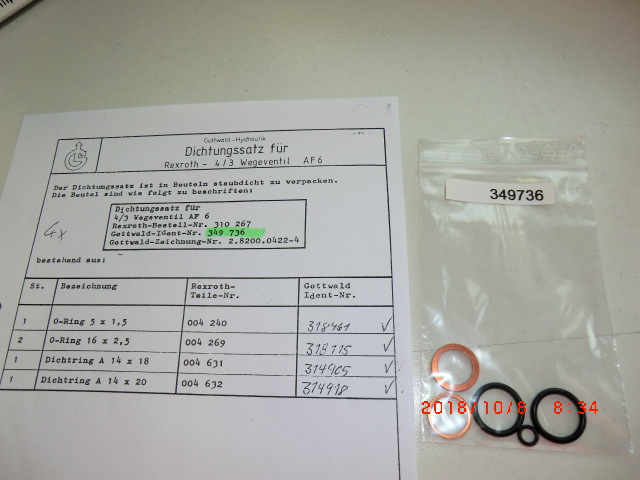 Gottwald-Hydraulik
Dichtungssatz für
Rexroth - 4/3 Wegeventil AF6
Der Dichtungssatz ist in Beuteln staubdicht zu verpacken.
Die Beutel sind wie folgt zu beschriften:
Dichtungssatz für
4/3 Wegeventil AF 6
Rexroth-Bestell-Nr. 310 267
Gottwald-Ident-Nr. 349 736
Gottwald-Zeichnung-Nr. 2.8200.0422-4
4x
bestehend aus:
St. Bezeichnung Rexroth-Teile-Nr. Gottwald Ident-Nr.
1 O-Ring 5 x 1,5 004 240 318461 ✓
2 O-Ring 16 x 2,5 004 269 318115 ✓
1 Dichtring A 14 x 18 004 631 314905 ✓
1 Dichtring A 14 x 20 004 632 314918 ✓
349736
2018/10/8 8:34